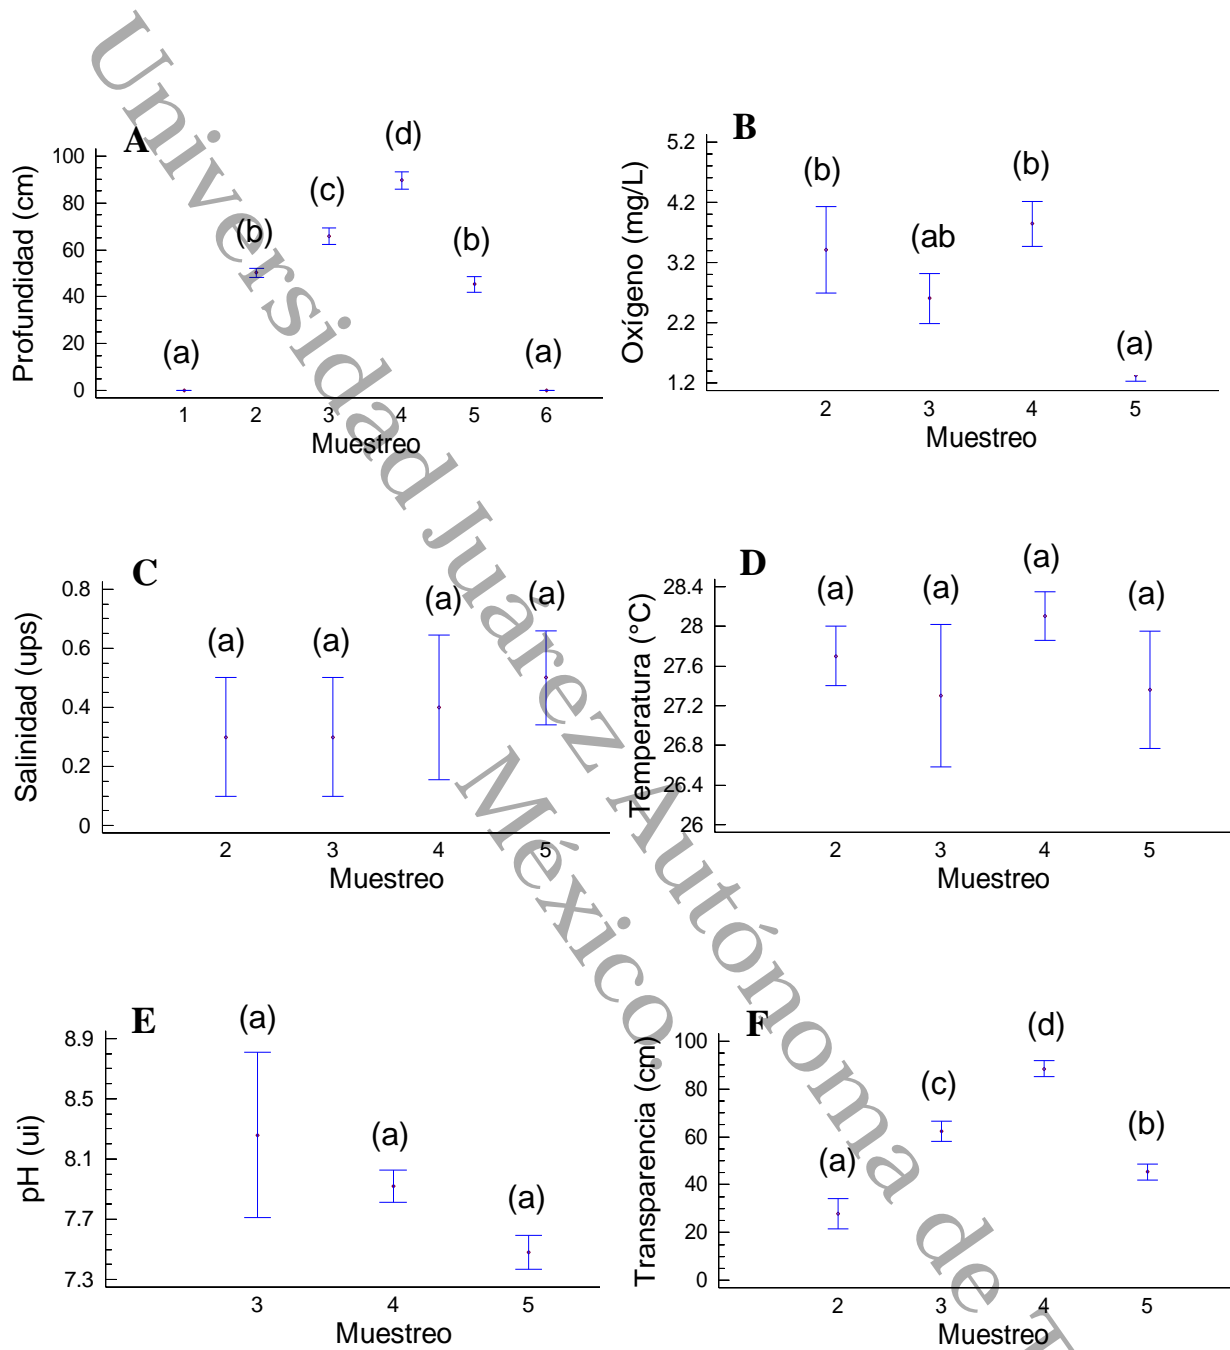 Universidad Juárez Autónoma de
México.
A
Profundidad (cm)
100
80
60
40
20
0
(a)
(b)
(c)
(d)
(b)
(a)
1 2 3 4 5 6
Muestreo
B
Oxígeno (mg/L)
5.2
4.2
3.2
2.2
1.2
(b)
(ab
(b)
(a)
2 3 4 5
Muestreo
C
Salinidad (ups)
0.8
0.6
0.4
0.2
0
(a)
(a)
(a)
(a)
2 3 4 5
Muestreo
D
Temperatura (°C)
28.4
28
27.6
27.2
26.8
26.4
26
(a)
(a)
(a)
(a)
2 3 4 5
Muestreo
E
pH (ui)
8.9
8.5
8.1
7.7
7.3
(a)
(a)
(a)
3 4 5
Muestreo
F
Transparencia (cm)
100
80
60
40
20
0
(a)
(c)
(d)
(b)
2 3 4 5
Muestreo